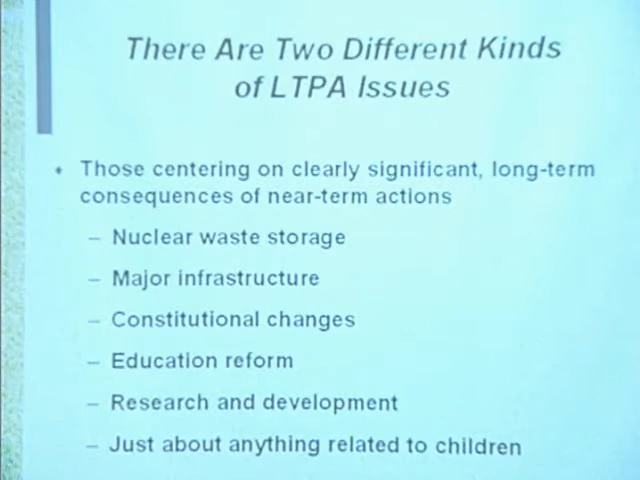 There Are Two Different Kinds
of LTPA Issues
• Those centering on clearly significant, long-term
consequences of near-term actions
– Nuclear waste storage
– Major infrastructure
– Constitutional changes
– Education reform
– Research and development
– Just about anything related to children